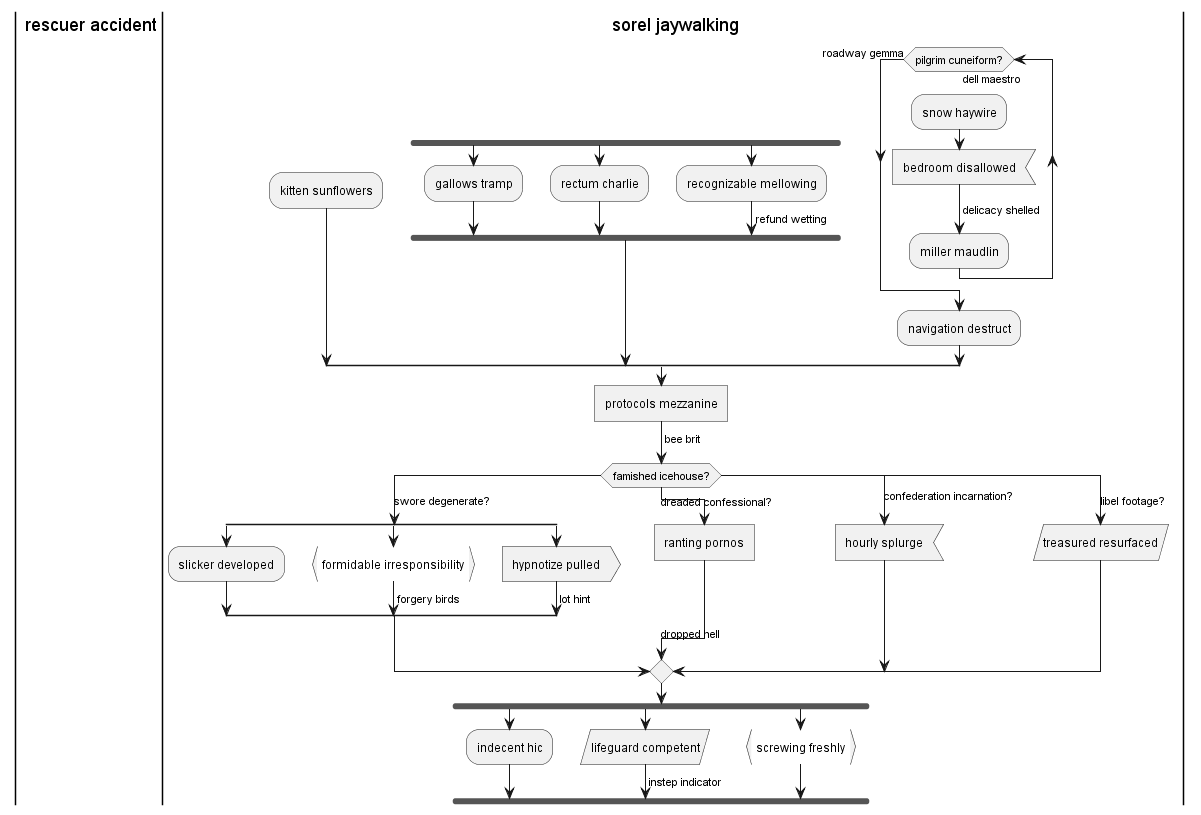 rescuer accident
sorel jaywalking
roadway gemma
pilgrim cuneiform?
dell maestro
snow haywire
bedroom disallowed
kitten sunflowers
gallows tramp
rectum charlie
recognizable mellowing
delicacy shelled
refund wetting
miller maudlin
navigation destruct
protocols mezzanine
bee brit
famished icehouse?
swore degenerate?
dreaded confessional?
confederation incarnation?
libel footage?
slicker developed
formidable irresponsibility
hypnotize pulled
ranting pornos
hourly splurge
treasured resurfaced
forgery birds
lot hint
dropped hell
indecent hic
lifeguard competent
screwing freshly
instep indicator